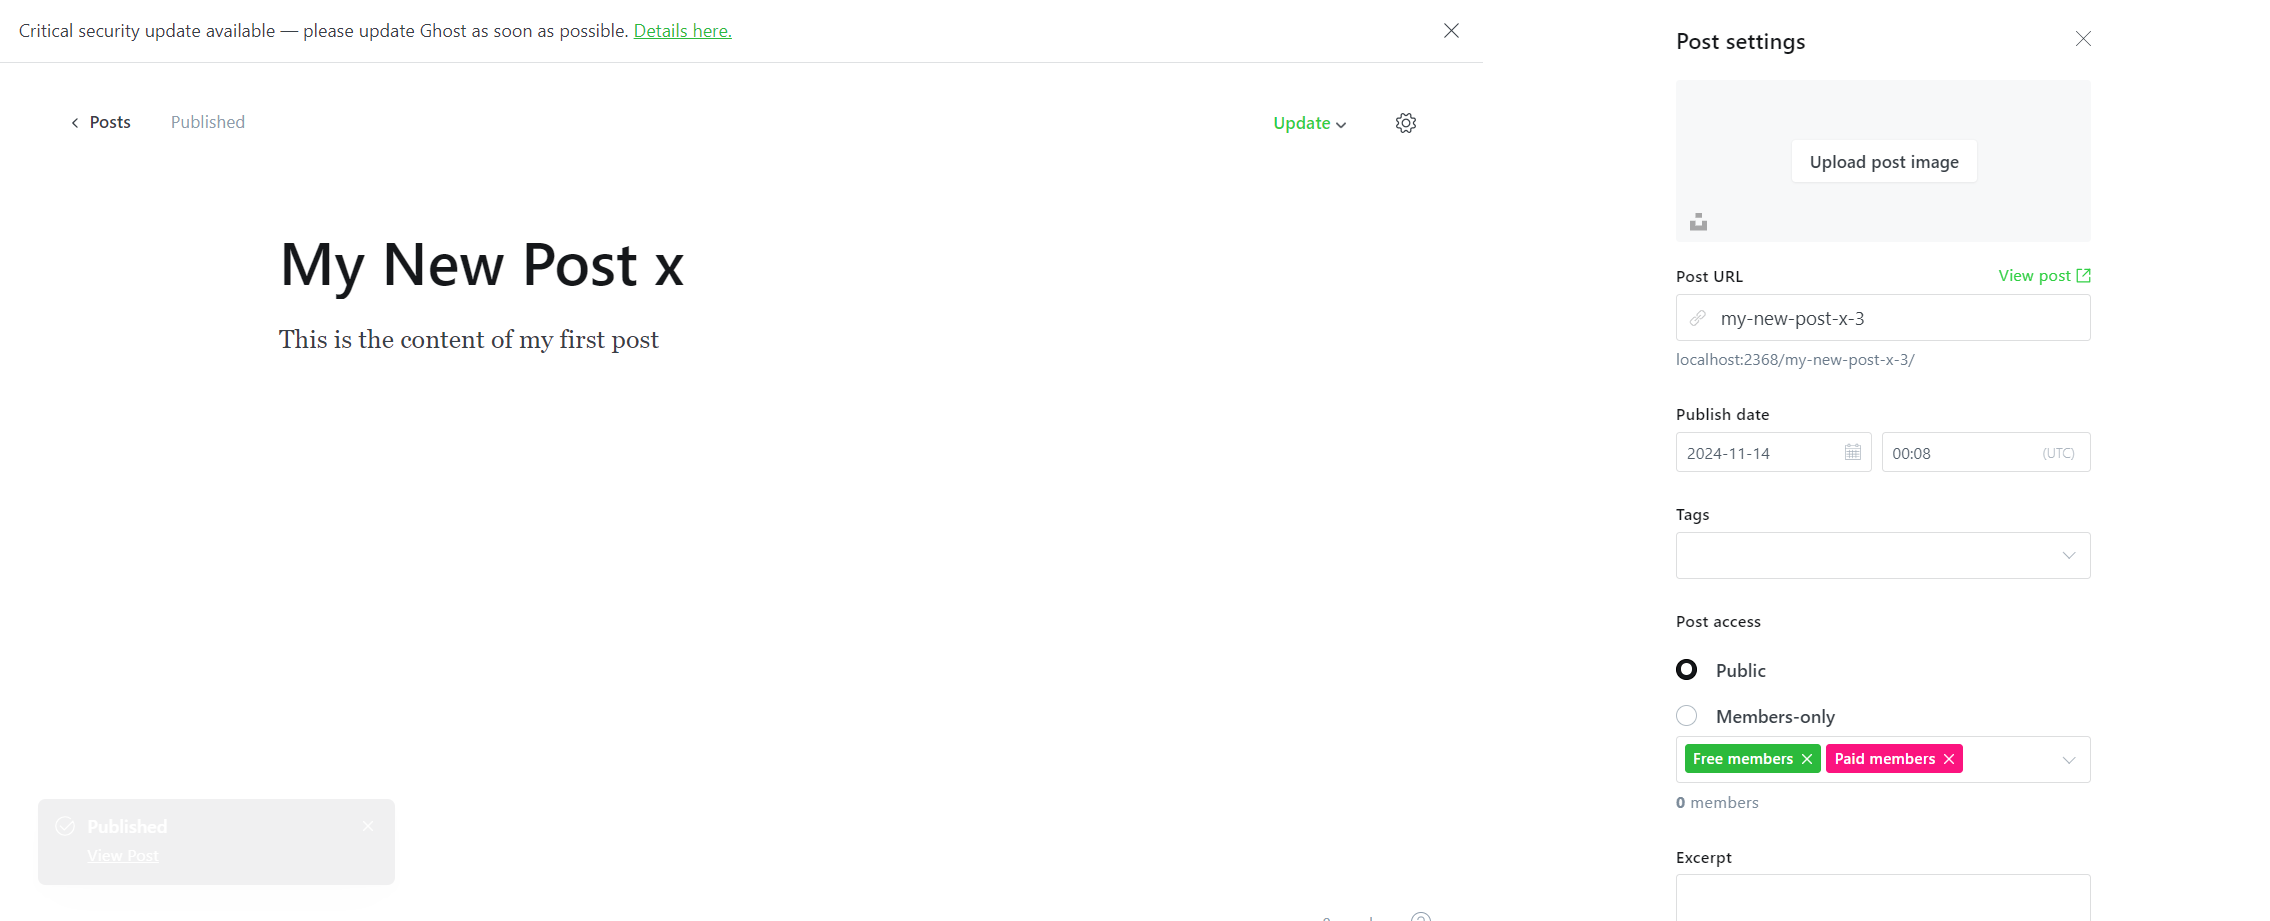 Critical security update available — please update Ghost as soon as possible. Details here.
Posts
Published
Update
My New Post x
This is the content of my first post
Published
View Post
Post settings
Upload post image
Post URL
View post
my-new-post-x-3
localhost:2368/my-new-post-x-3/
Publish date
2024-11-14
00:08
(UTC)
Tags
Post access
Public
Members-only
Free members
Paid members
0 members
Excerpt